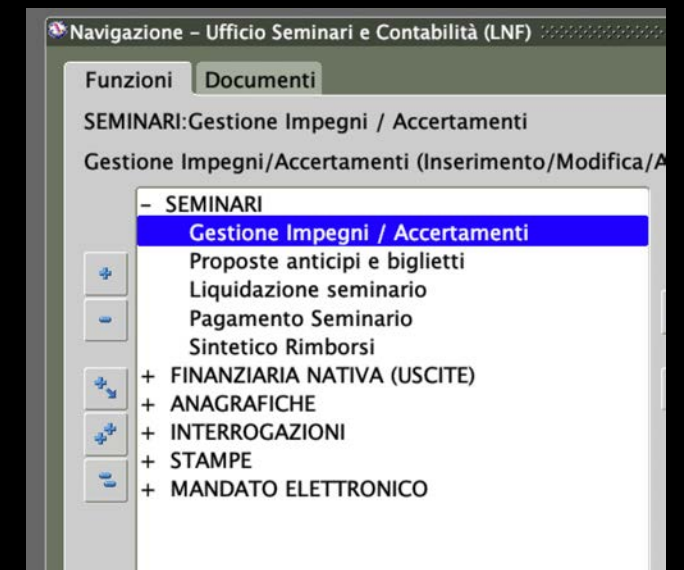 Navigazione – Ufficio Seminari e Contabilità (LNF)
Funzioni Documenti
SEMINARI:Gestione Impegni / Accertamenti
Gestione Impegni/Accertamenti (Inserimento/Modifica/A
– SEMINARI
Gestione Impegni / Accertamenti
Proposte anticipi e biglietti
Liquidazione seminario
Pagamento Seminario
Sintetico Rimborsi
+ FINANZIARIA NATIVA (USCITE)
+ ANAGRAFICHE
+ INTERROGAZIONI
+ STAMPE
+ MANDATO ELETTRONICO